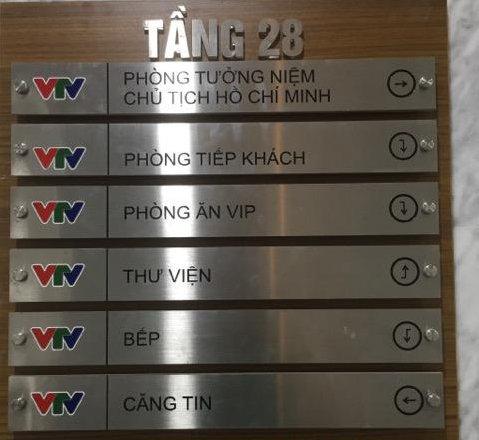 TẦNG 28
VTV PHÒNG TƯỞNG NIỆM
CHỦ TỊCH HỒ CHÍ MINH
VTV PHÒNG TIẾP KHÁCH
VTV PHÒNG ĂN VIP
VTV THƯ VIỆN
VTV BẾP
VTV CĂNG TIN